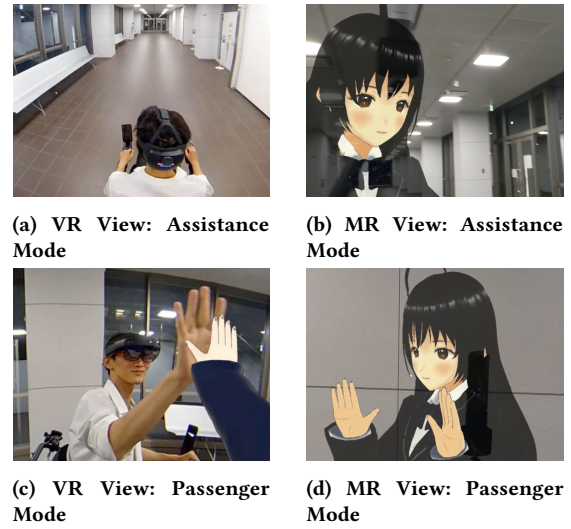 (a) VR View: Assistance
Mode
(b) MR View: Assistance
Mode
(c) VR View: Passenger
Mode
(d) MR View: Passenger
Mode